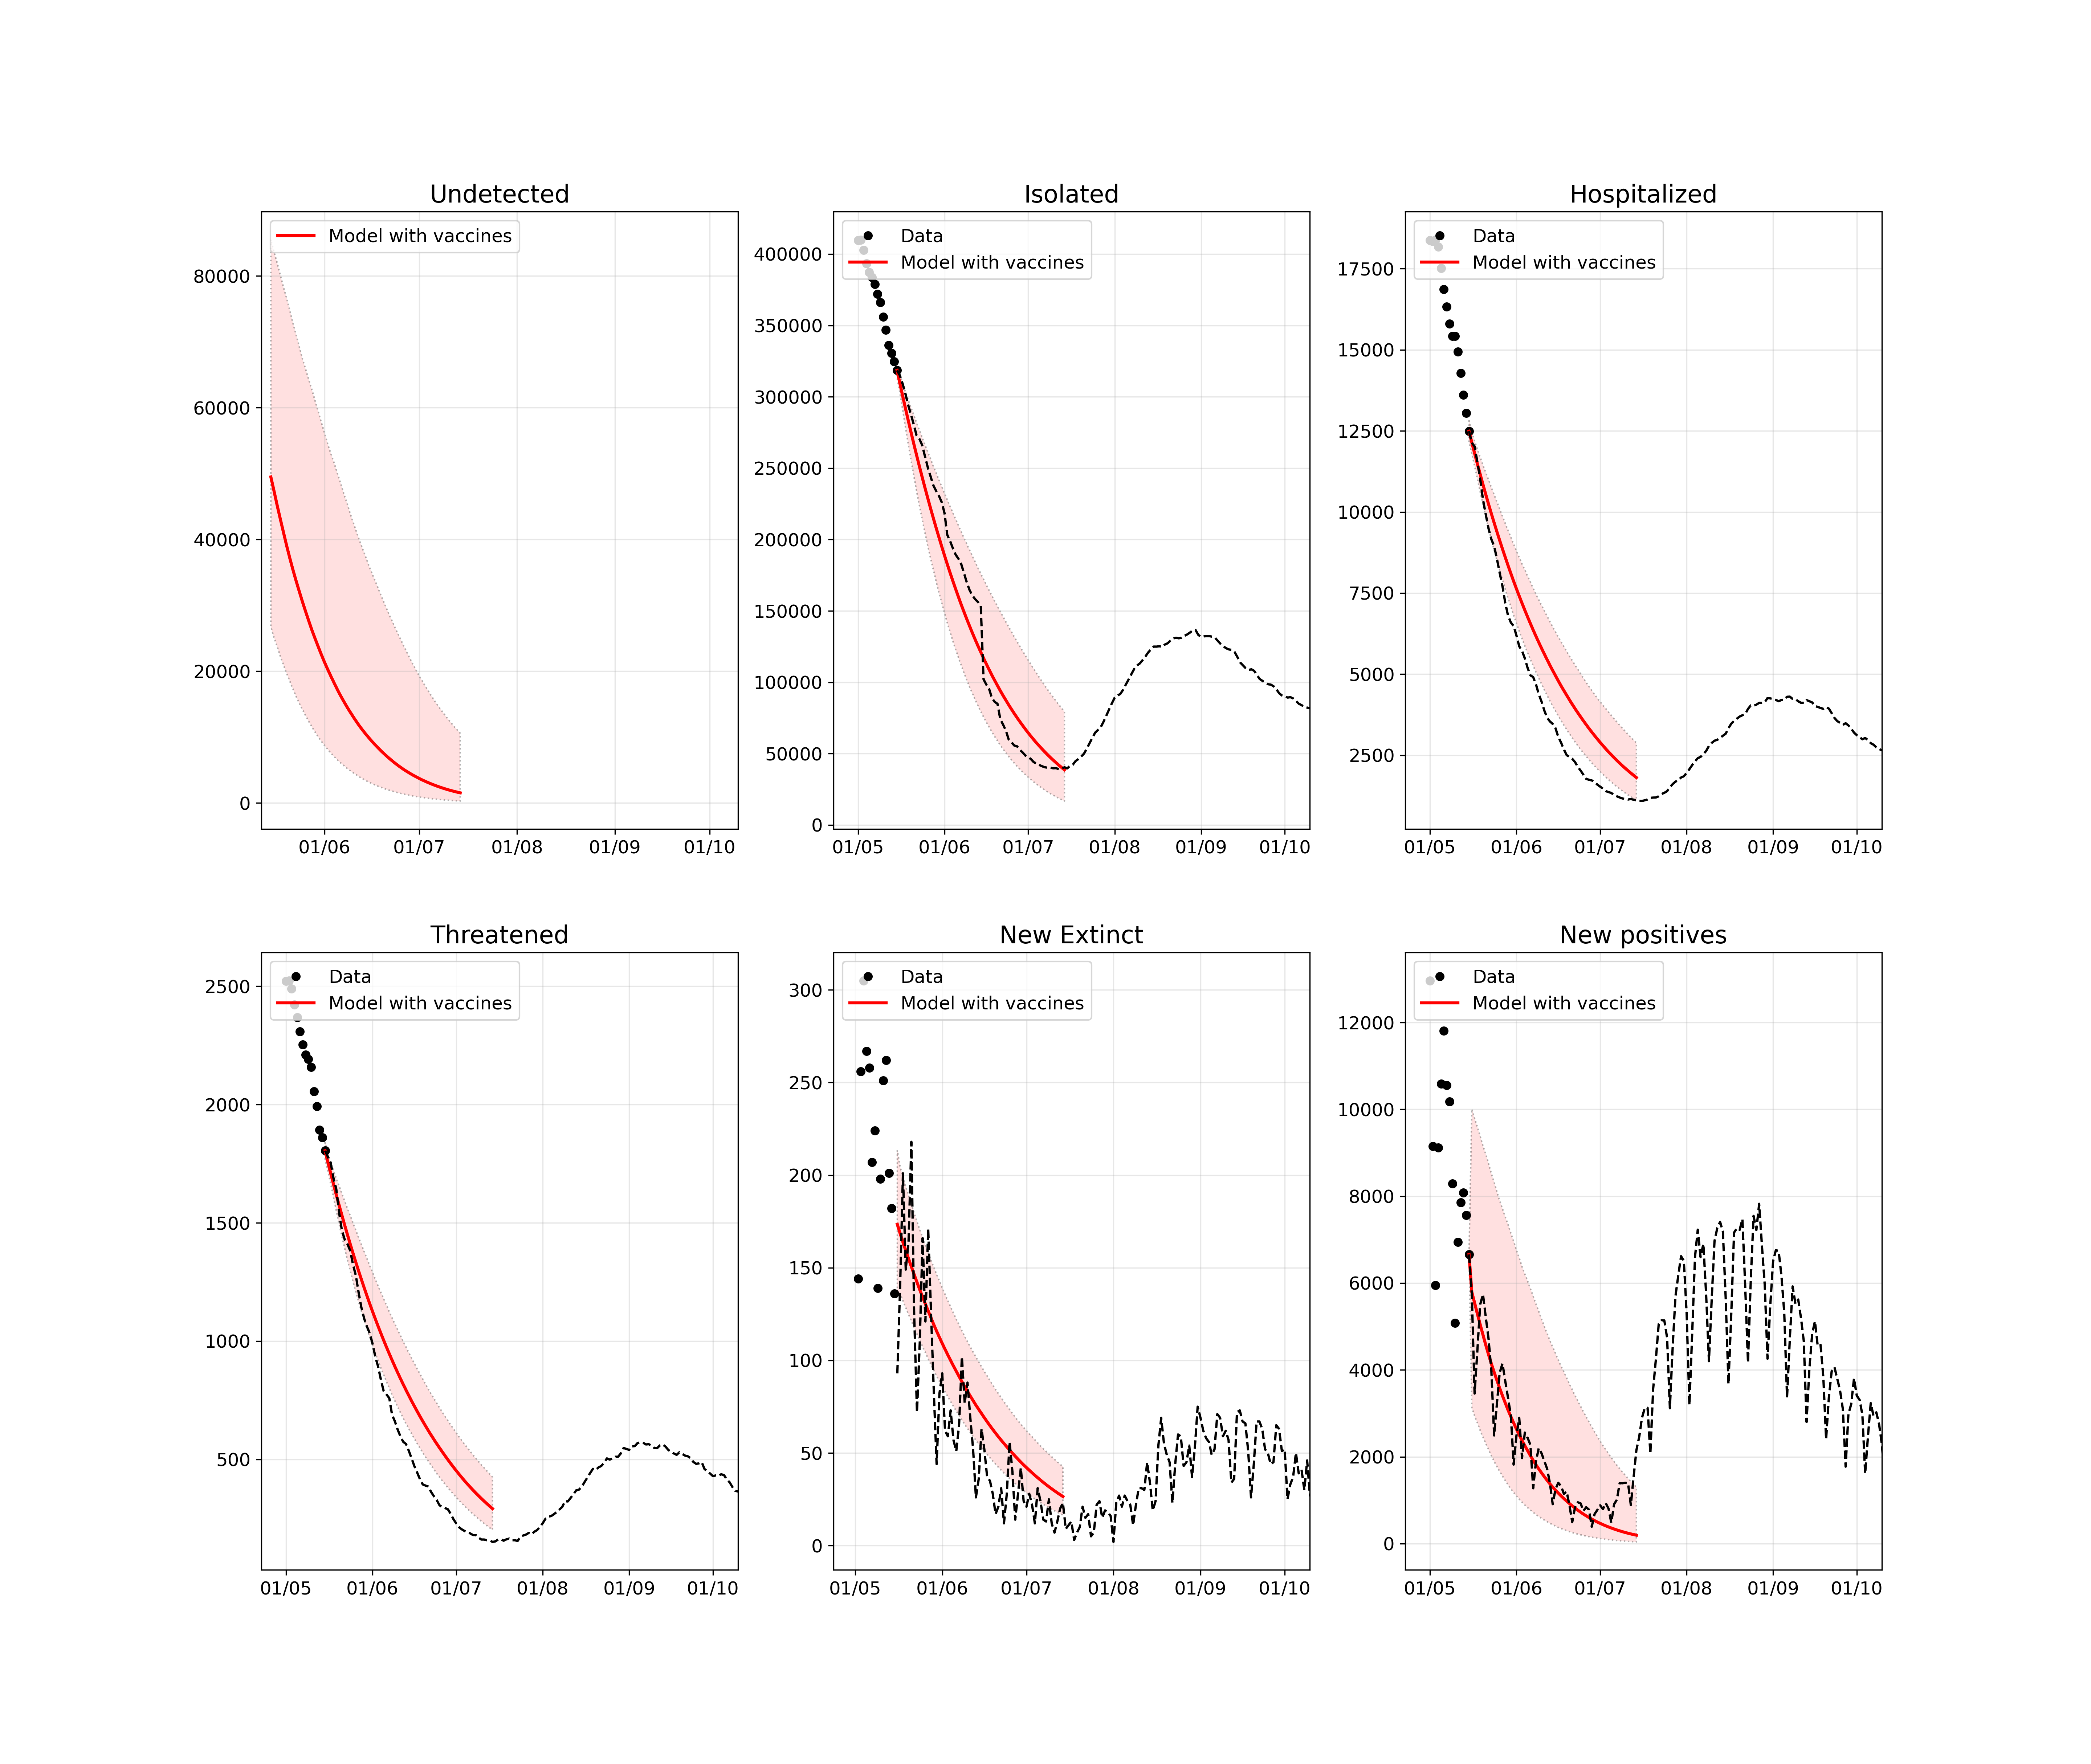 Undetected
Model with vaccines
80000
60000
40000
20000
0
01/06 01/07 01/08 01/09 01/10
Isolated
Data
Model with vaccines
400000
350000
300000
250000
200000
150000
100000
50000
0
01/05 01/06 01/07 01/08 01/09 01/10
Hospitalized
Data
Model with vaccines
17500
15000
12500
10000
7500
5000
2500
01/05 01/06 01/07 01/08 01/09 01/10
Threatened
Data
Model with vaccines
2500
2000
1500
1000
500
01/05 01/06 01/07 01/08 01/09 01/10
New Extinct
Data
Model with vaccines
300
250
200
150
100
50
0
01/05 01/06 01/07 01/08 01/09 01/10
New positives
Data
Model with vaccines
12000
10000
8000
6000
4000
2000
0
01/05 01/06 01/07 01/08 01/09 01/10